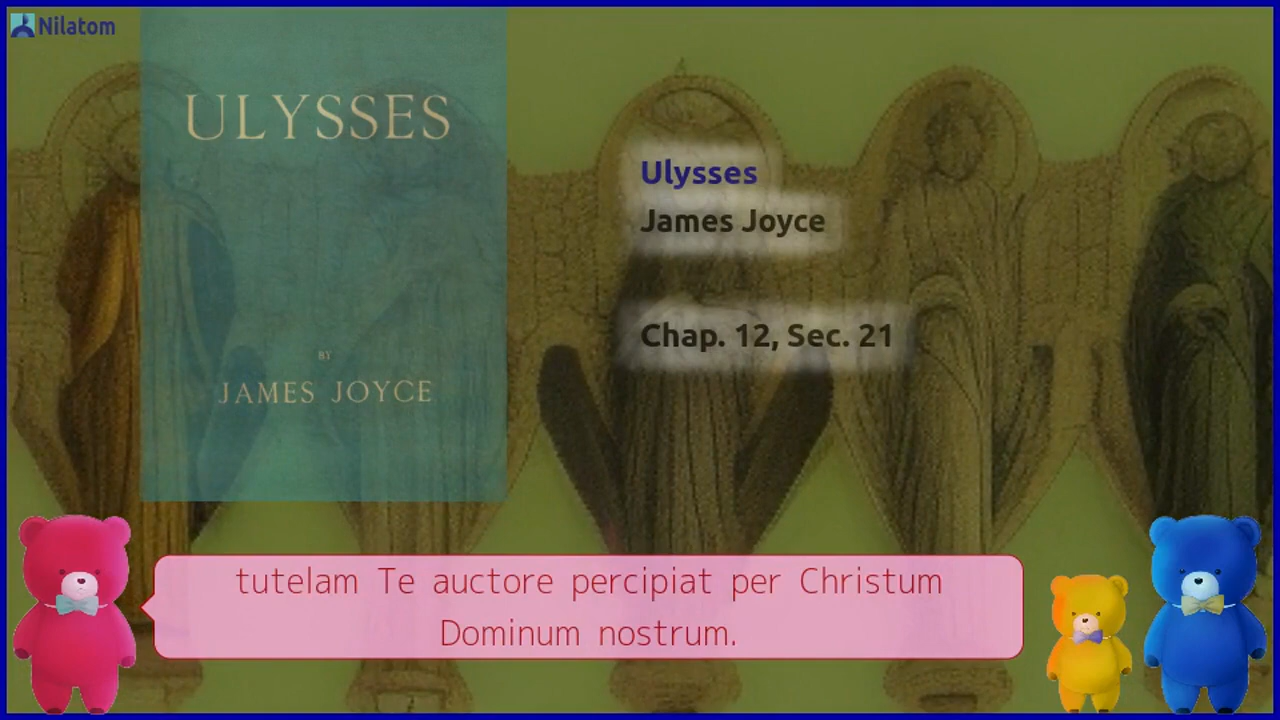 Nilatom
ULYSSES
BY
JAMES JOYCE
Ulysses
James Joyce
Chap. 12, Sec. 21
tutelam Te auctore percipiat per Christum
Dominum nostrum.